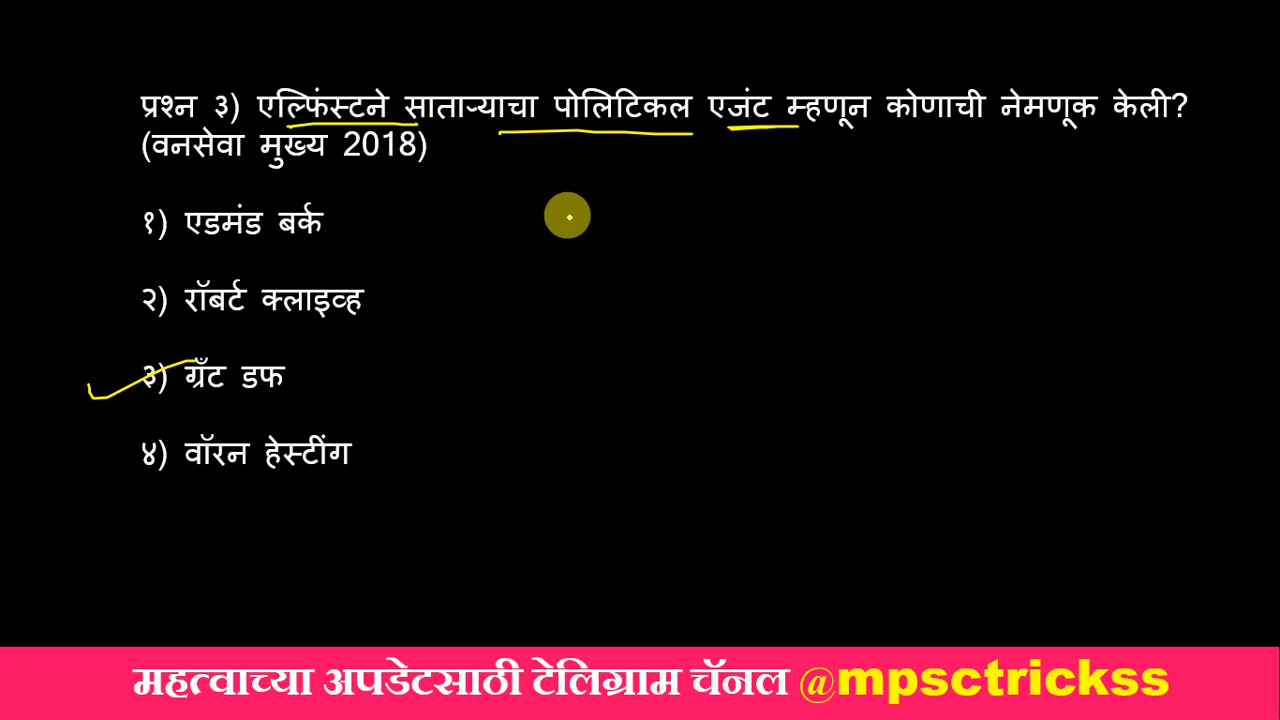 प्रश्न ३) एल्फिंस्टने साताऱ्याचा पोलिटिकल एजंट म्हणून कोणाची नेमणूक केली?
(वनसेवा मुख्य 2018)
१) एडमंड बर्क
२) रॉबर्ट क्लाइव्ह
३) ग्रँट डफ
४) वॉरन हेस्टींग
महत्वाच्या अपडेटसाठी टेलिग्राम चॅनल @mpsctrickss